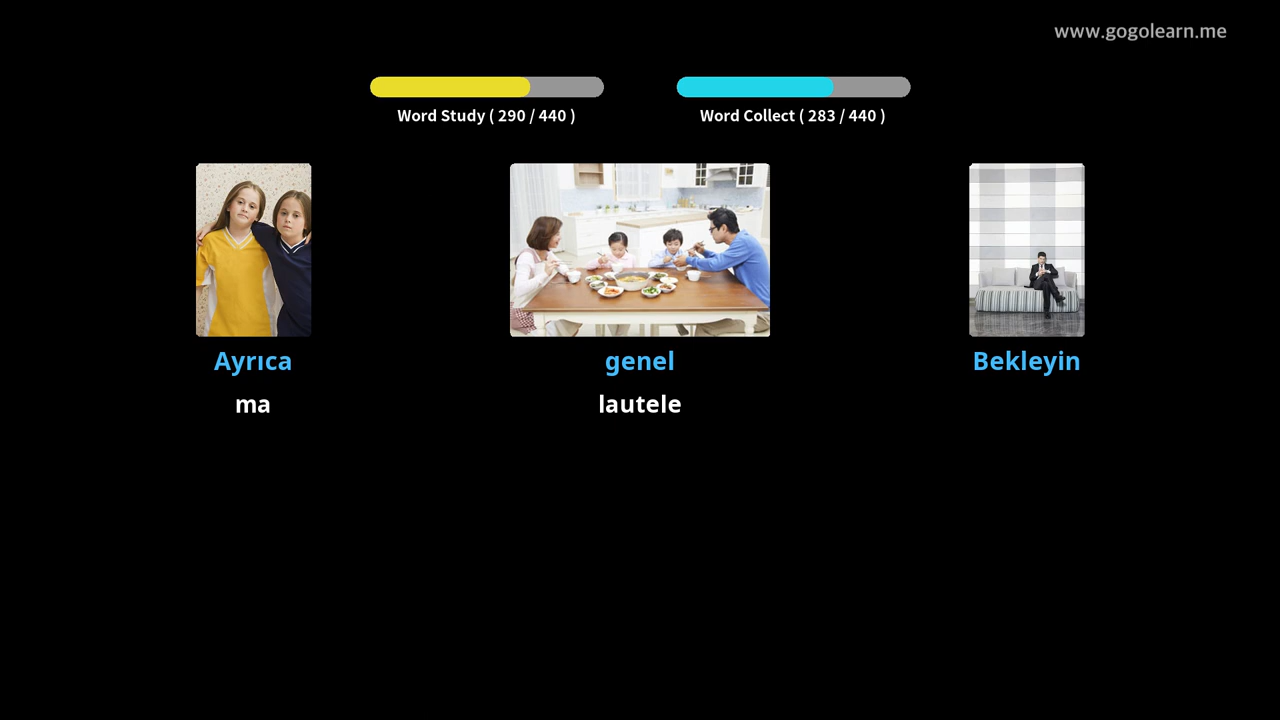 www.gogolearn.me
Word Study ( 290 / 440 )
Word Collect ( 283 / 440 )
Ayrıca
genel
Bekleyin
ma
lautele